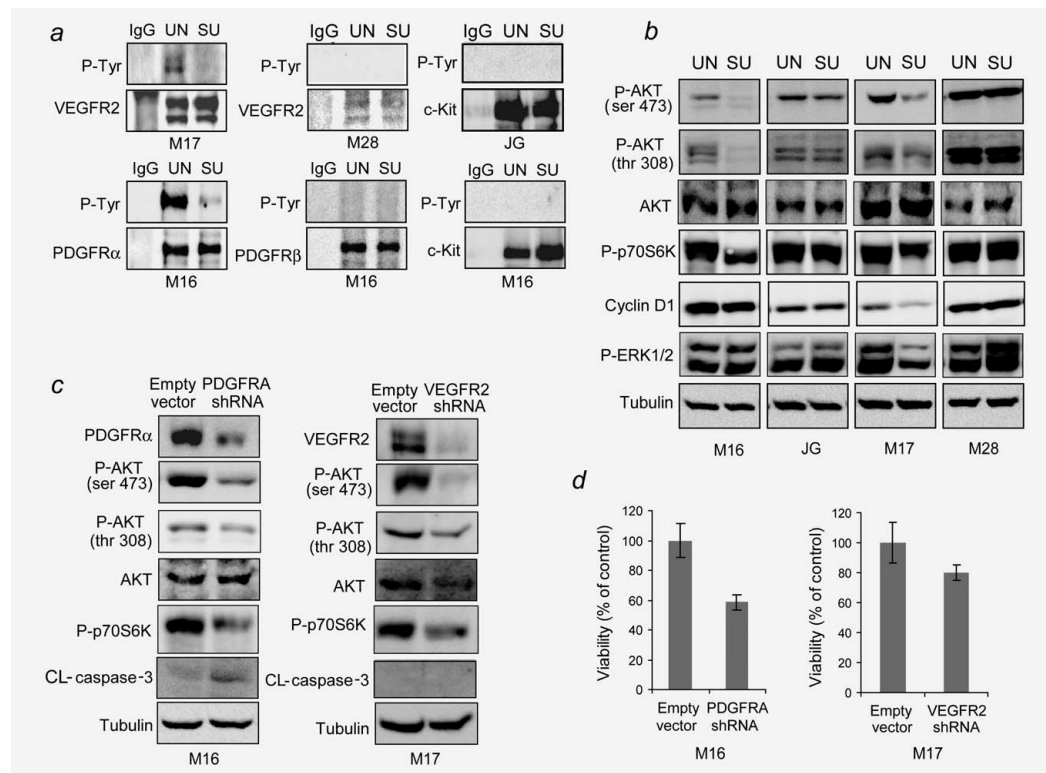 a
IgG UN SU
P-Tyr
VEGFR2
M17
IgG UN SU
P-Tyr
VEGFR2
M28
IgG UN SU
P-Tyr
c-Kit
JG
IgG UN SU
P-Tyr
PDGFRα
M16
IgG UN SU
P-Tyr
PDGFRβ
M16
IgG UN SU
P-Tyr
c-Kit
M16
b
UN SU UN SU UN SU UN SU
P-AKT
(ser 473)
P-AKT
(thr 308)
AKT
P-p70S6K
Cyclin D1
P-ERK1/2
Tubulin
M16 JG M17 M28
c
Empty PDGFRA
vector shRNA
PDGFRα
P-AKT
(ser 473)
P-AKT
(thr 308)
AKT
P-p70S6K
CL-caspase-3
Tubulin
M16
Empty VEGFR2
vector shRNA
VEGFR2
P-AKT
(ser 473)
P-AKT
(thr 308)
AKT
P-p70S6K
CL-caspase-3
Tubulin
M17
d
Viability (% of control)
120
100
80
60
40
20
0
Empty PDGFRA
vector shRNA
M16
Viability (% of control)
120
100
80
60
40
20
0
Empty VEGFR2
vector shRNA
M17